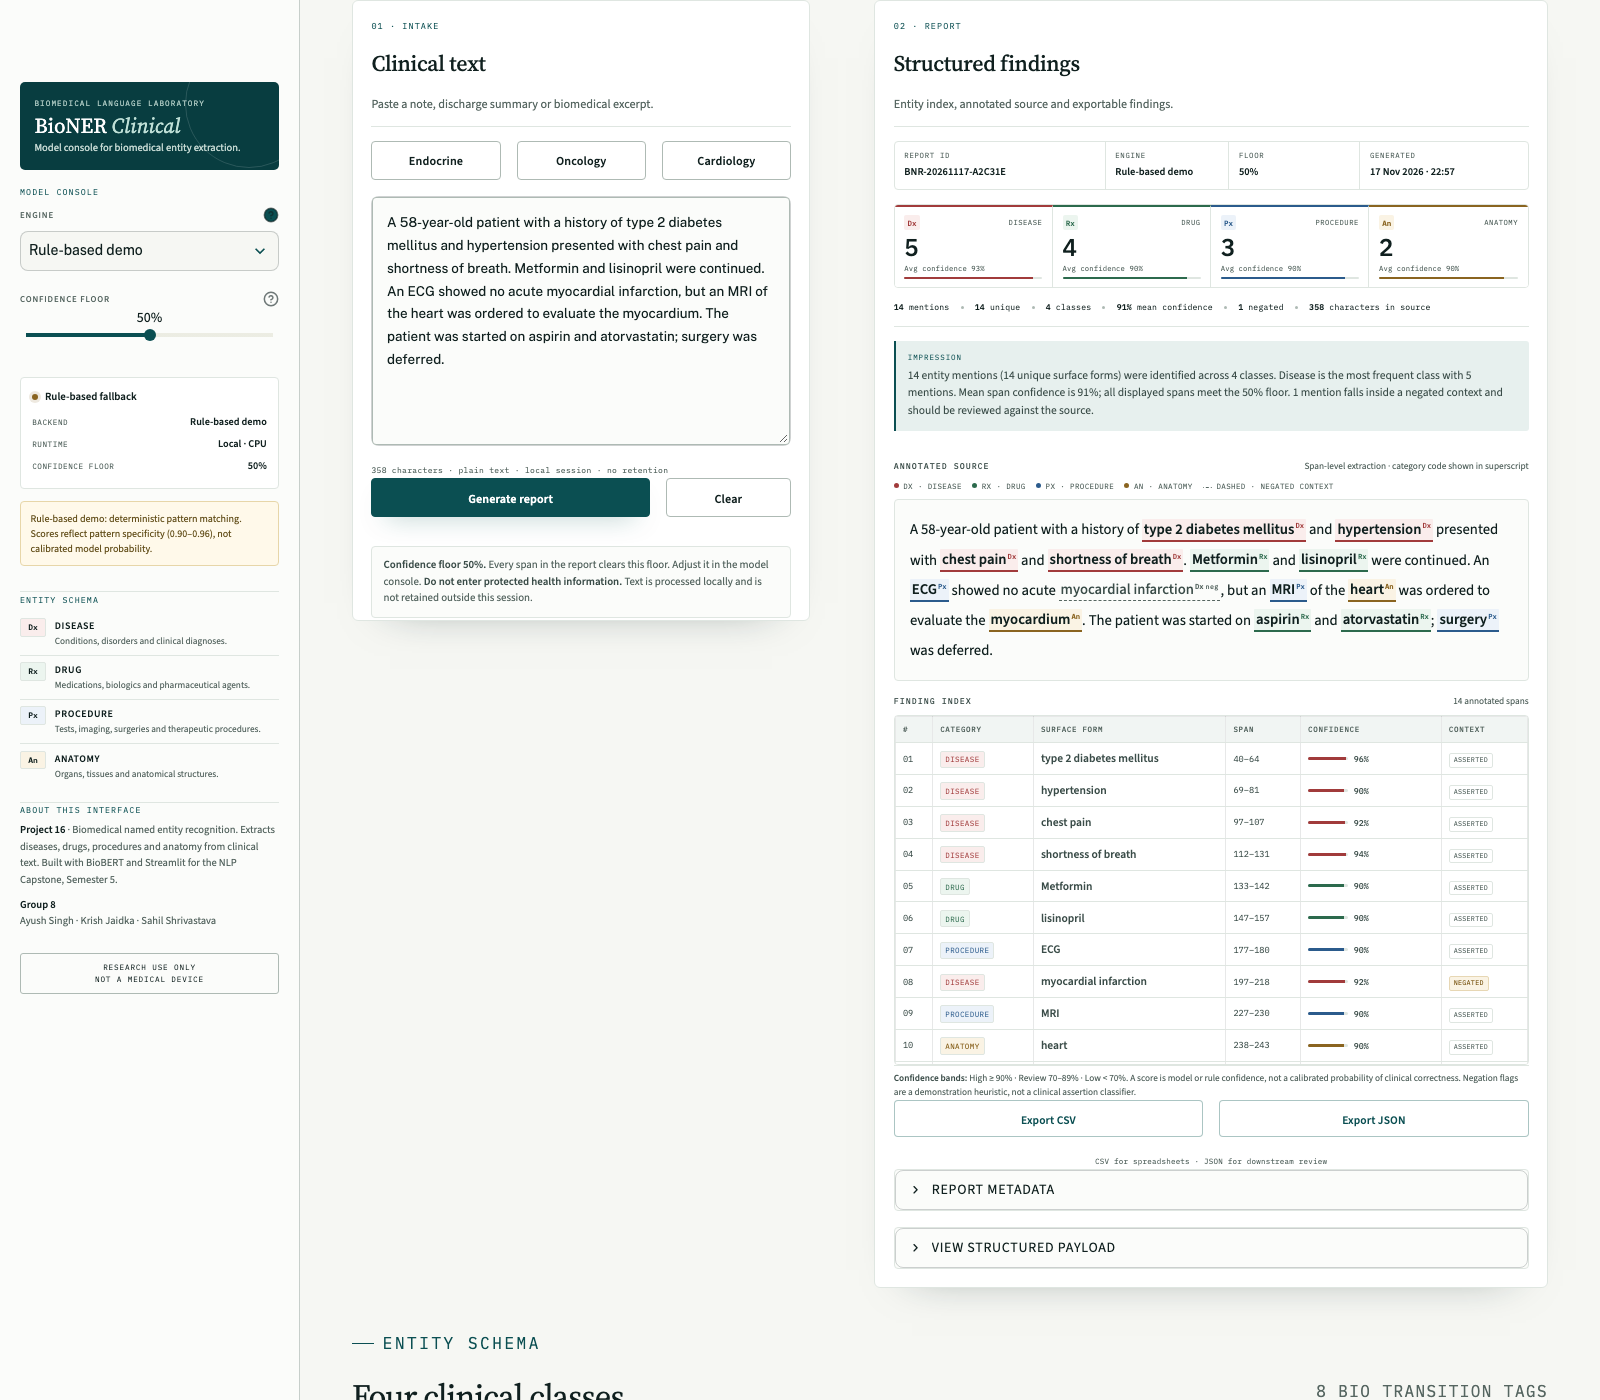 BIOMEDICAL LANGUAGE LABORATORY
BioNER Clinical
Model console for biomedical entity extraction.
MODEL CONSOLE
ENGINE
Rule-based demo
CONFIDENCE FLOOR
50%
Rule-based fallback
BACKEND Rule-based demo
RUNTIME Local · CPU
CONFIDENCE FLOOR 50%
Rule-based demo: deterministic pattern matching.
Scores reflect pattern specificity (0.90–0.96), not
calibrated model probability.
ENTITY SCHEMA
Dx DISEASE
Conditions, disorders and clinical diagnoses.
Rx DRUG
Medications, biologics and pharmaceutical agents.
Px PROCEDURE
Tests, imaging, surgeries and therapeutic procedures.
An ANATOMY
Organs, tissues and anatomical structures.
ABOUT THIS INTERFACE
Project 16 · Biomedical named entity recognition. Extracts
diseases, drugs, procedures and anatomy from clinical
text. Built with BioBERT and Streamlit for the NLP
Capstone, Semester 5.
Group 8
Ayush Singh · Krish Jaidka · Sahil Shrivastava
RESEARCH USE ONLY
NOT A MEDICAL DEVICE
01 · INTAKE
Clinical text
Paste a note, discharge summary or biomedical excerpt.
Endocrine Oncology Cardiology
A 58-year-old patient with a history of type 2 diabetes
mellitus and hypertension presented with chest pain and
shortness of breath. Metformin and lisinopril were continued.
An ECG showed no acute myocardial infarction, but an MRI of
the heart was ordered to evaluate the myocardium. The
patient was started on aspirin and atorvastatin; surgery was
deferred.
358 characters · plain text · local session · no retention
Generate report Clear
Confidence floor 50%. Every span in the report clears this floor. Adjust it in the model
console. Do not enter protected health information. Text is processed locally and is
not retained outside this session.
02 · REPORT
Structured findings
Entity index, annotated source and exportable findings.
REPORT ID ENGINE FLOOR GENERATED
BNR-20261117-A2C31E Rule-based demo 50% 17 Nov 2026 · 22:57
Dx DISEASE Rx DRUG Px PROCEDURE An ANATOMY
5 4 3 2
Avg confidence 93% Avg confidence 90% Avg confidence 90% Avg confidence 90%
14 mentions • 14 unique • 4 classes • 91% mean confidence • 1 negated • 358 characters in source
IMPRESSION
14 entity mentions (14 unique surface forms) were identified across 4 classes. Disease is the most frequent class with 5
mentions. Mean span confidence is 91%; all displayed spans meet the 50% floor. 1 mention falls inside a negated context and
should be reviewed against the source.
ANNOTATED SOURCE Span-level extraction · category code shown in superscript
DX · DISEASE RX · DRUG PX · PROCEDURE AN · ANATOMY DASHED · NEGATED CONTEXT
A 58-year-old patient with a history of type 2 diabetes mellitus Dx and hypertension Dx presented
with chest pain Dx and shortness of breath Dx. Metformin Rx and lisinopril Rx were continued. An
ECG Px showed no acute myocardial infarction Dx neg, but an MRI Px of the heart An was ordered to
evaluate the myocardium An. The patient was started on aspirin Rx and atorvastatin Rx; surgery Px
was deferred.
FINDING INDEX 14 annotated spans
# CATEGORY SURFACE FORM SPAN CONFIDENCE CONTEXT
01 DISEASE type 2 diabetes mellitus 40–64 96% ASSERTED
02 DISEASE hypertension 69–81 90% ASSERTED
03 DISEASE chest pain 97–107 92% ASSERTED
04 DISEASE shortness of breath 112–131 94% ASSERTED
05 DRUG Metformin 133–142 90% ASSERTED
06 DRUG lisinopril 147–157 90% ASSERTED
07 PROCEDURE ECG 177–180 90% ASSERTED
08 DISEASE myocardial infarction 197–218 92% NEGATED
09 PROCEDURE MRI 227–230 90% ASSERTED
10 ANATOMY heart 238–243 90% ASSERTED
Confidence bands: High ≥ 90% · Review 70–89% · Low < 70%. A score is model or rule confidence, not a calibrated probability of clinical correctness. Negation flags
are a demonstration heuristic, not a clinical assertion classifier.
Export CSV Export JSON
CSV for spreadsheets · JSON for downstream review
REPORT METADATA
VIEW STRUCTURED PAYLOAD
ENTITY SCHEMA
Four clinical classes
8 BIO TRANSITION TAGS